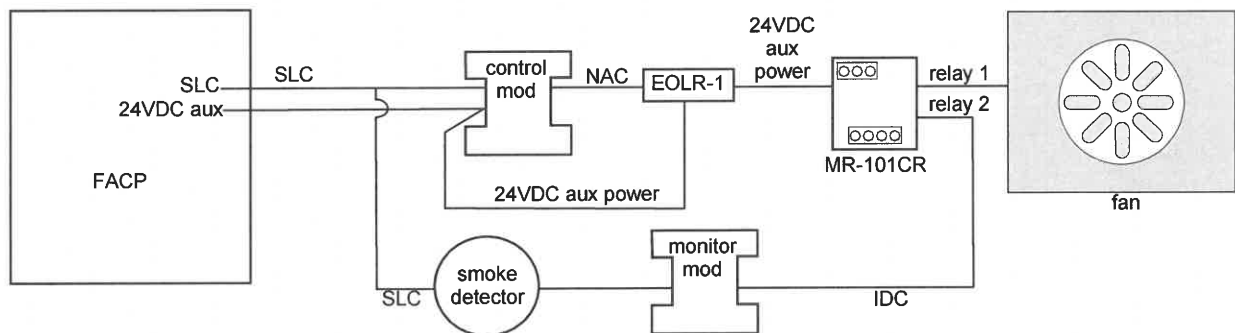 24VDC
aux
power
SLC
SLC
24VDC aux
control
mod
NAC
EOLR-1
relay 1
relay 2
MR-101CR
FACP
24VDC aux power
fan
SLC
smoke
detector
monitor
mod
IDC